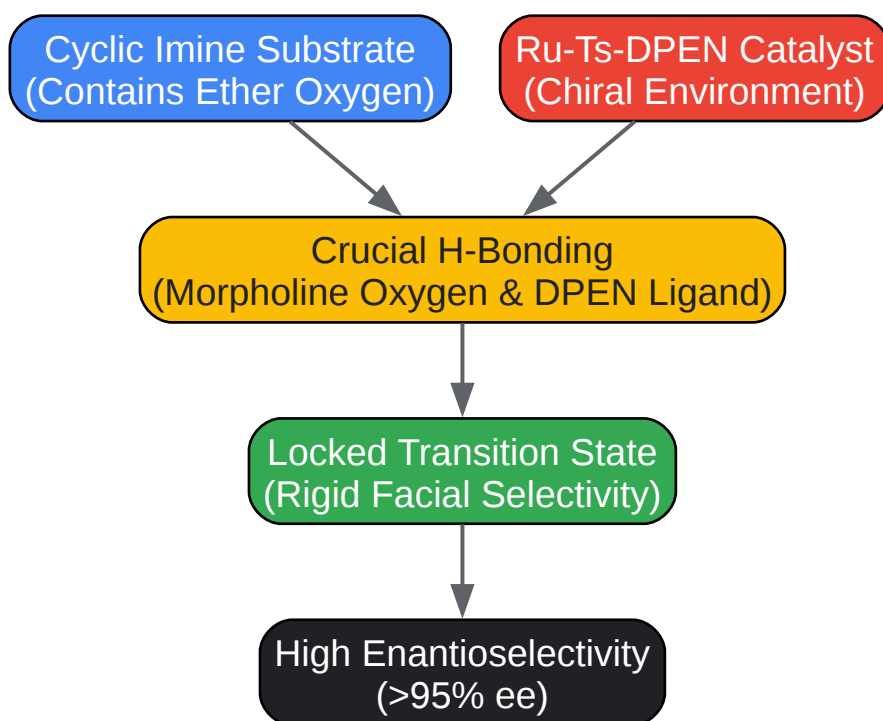 Cyclic Imine Substrate
(Contains Ether Oxygen)
Ru-Ts-DPEN Catalyst
(Chiral Environment)
Crucial H-Bonding
(Morpholine Oxygen & DPEN Ligand)
Locked Transition State
(Rigid Facial Selectivity)
High Enantioselectivity
(>95% ee)